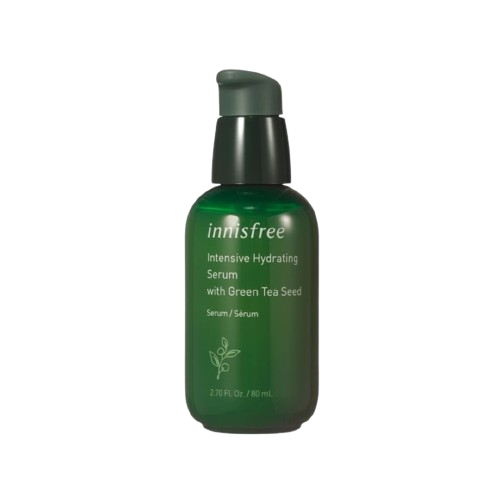 innisfree
Intensive Hydrating
Serum
with Green Tea Seed
Serum / Sérum
2.70 Fl. Oz. / 80 mL